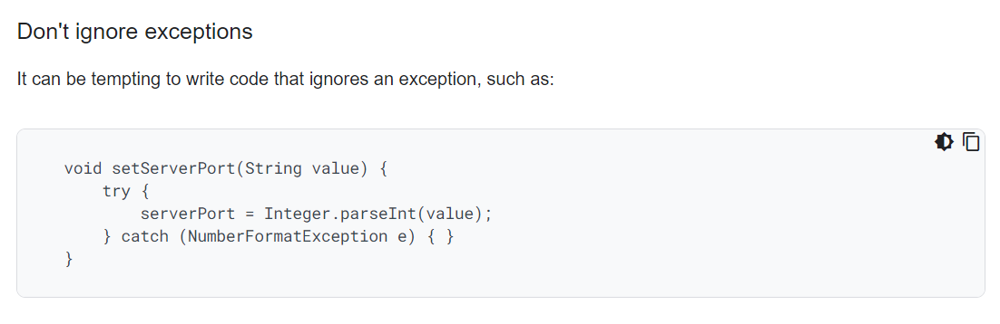 Don't ignore exceptions
It can be tempting to write code that ignores an exception, such as:
void setServerPort(String value) {
    try {
        serverPort = Integer.parseInt(value);
    } catch (NumberFormatException e) { }
}